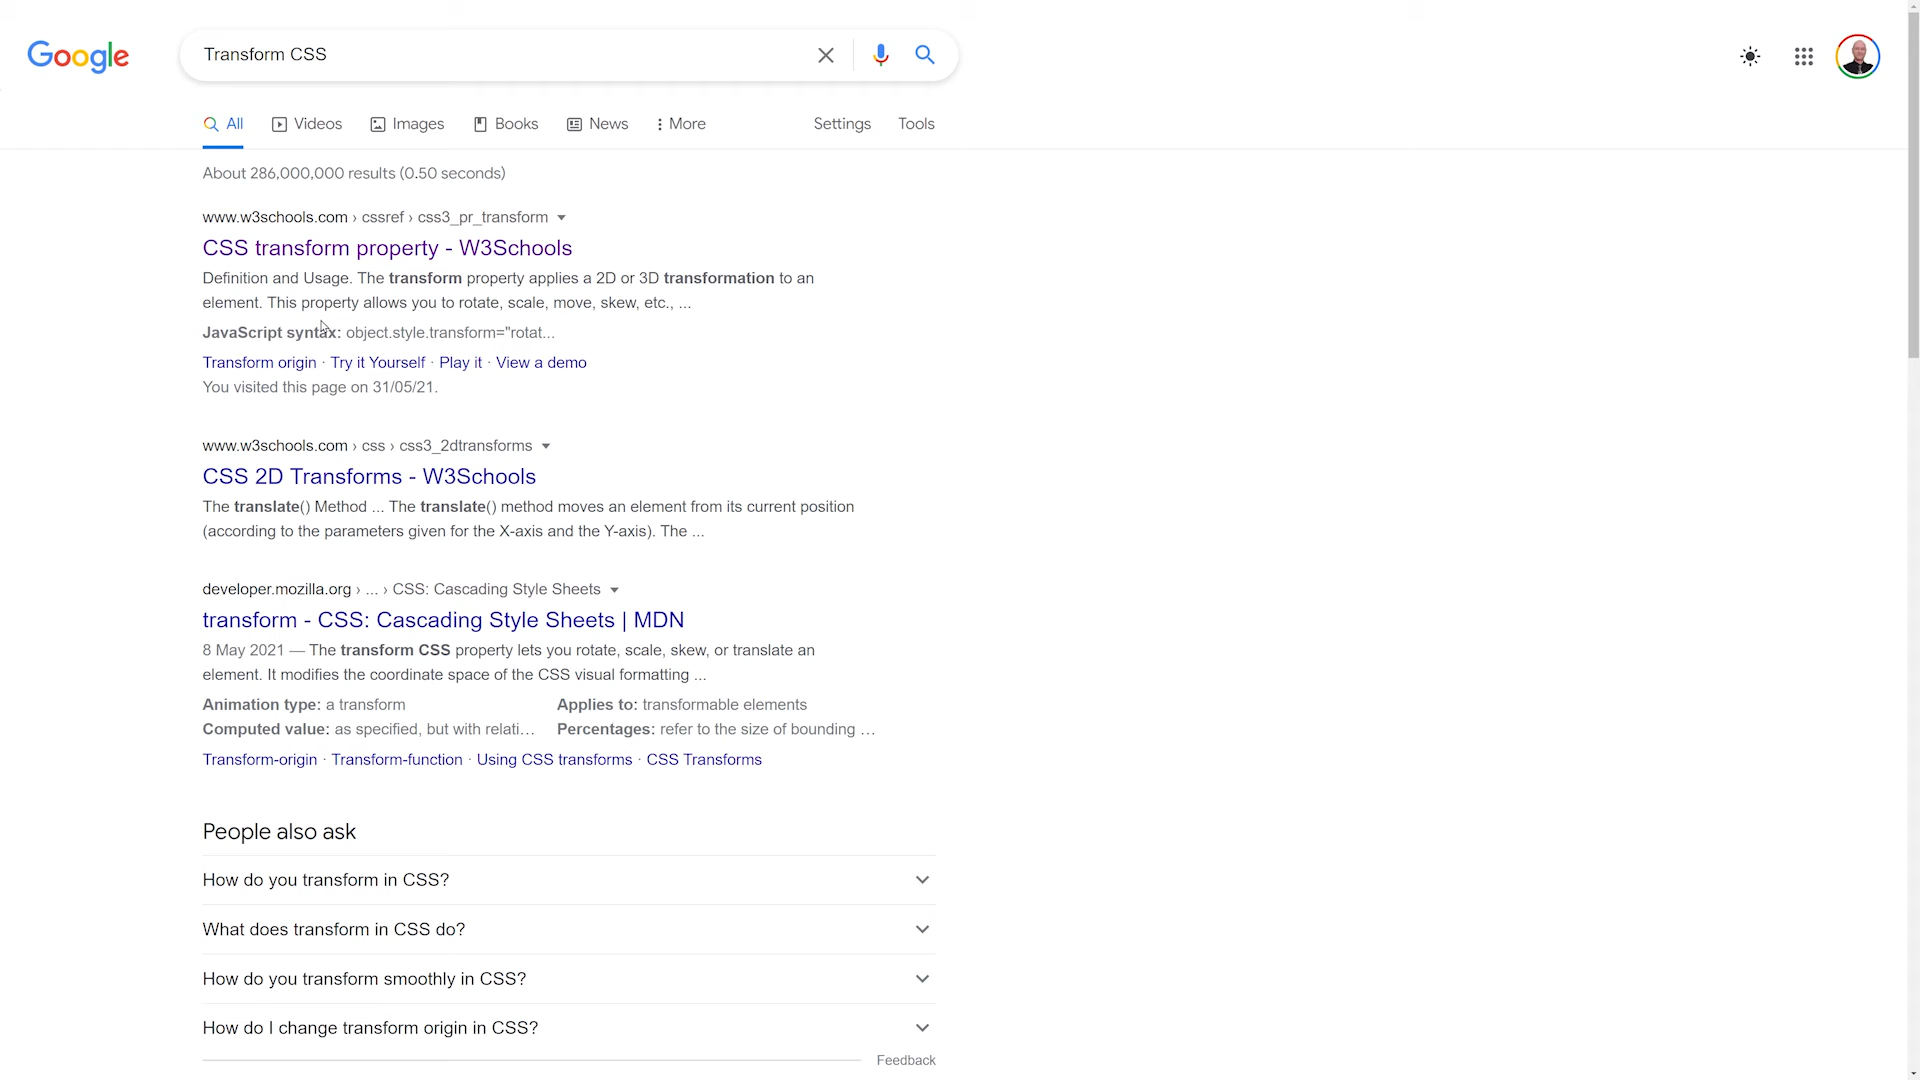 Google
Transform CSS
All
Videos
Images
Books
News
More
Settings
Tools
About 286,000,000 results (0.50 seconds)
www.w3schools.com › cssref › css3_pr_transform
CSS transform property - W3Schools
Definition and Usage. The transform property applies a 2D or 3D transformation to an
element. This property allows you to rotate, scale, move, skew, etc., ...
JavaScript syntax: object.style.transform="rotat...
Transform origin · Try it Yourself · Play it · View a demo
You visited this page on 31/05/21.
www.w3schools.com › css › css3_2dtransforms
CSS 2D Transforms - W3Schools
The translate() Method ... The translate() method moves an element from its current position
(according to the parameters given for the X-axis and the Y-axis). The ...
developer.mozilla.org › ... › CSS: Cascading Style Sheets
transform - CSS: Cascading Style Sheets | MDN
8 May 2021 — The transform CSS property lets you rotate, scale, skew, or translate an
element. It modifies the coordinate space of the CSS visual formatting ...
Animation type: a transform
Applies to: transformable elements
Computed value: as specified, but with relati...
Percentages: refer to the size of bounding ...
Transform-origin · Transform-function · Using CSS transforms · CSS Transforms
People also ask
How do you transform in CSS?
What does transform in CSS do?
How do you transform smoothly in CSS?
How do I change transform origin in CSS?
Feedback